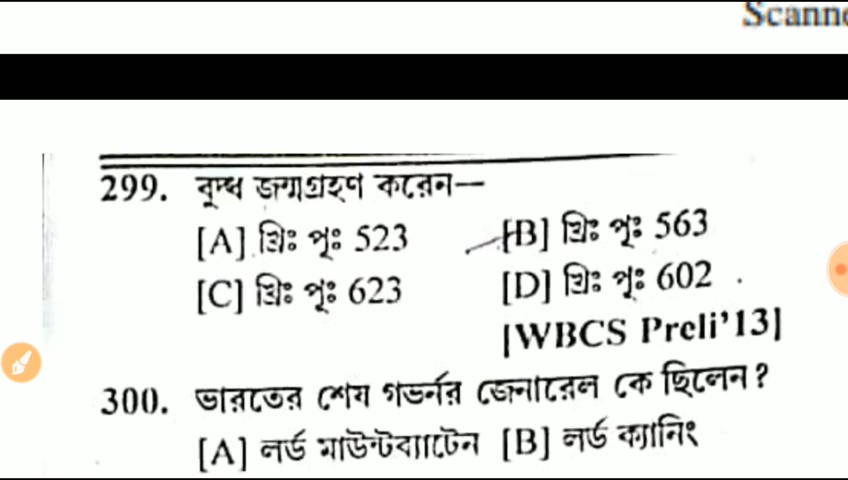 299. বুদ্ধ জন্মগ্রহণ করেন—
[A] খ্রিঃ পূঃ 523 [B] খ্রিঃ পূঃ 563
[C] খ্রিঃ পূঃ 623 [D] খ্রিঃ পূঃ 602
[WBCS Preli'13]
300. ভারতের শেষ গভর্নর জেনারেল কে ছিলেন?
[A] লর্ড মাউন্টব্যাটেন [B] লর্ড ক্যানিং